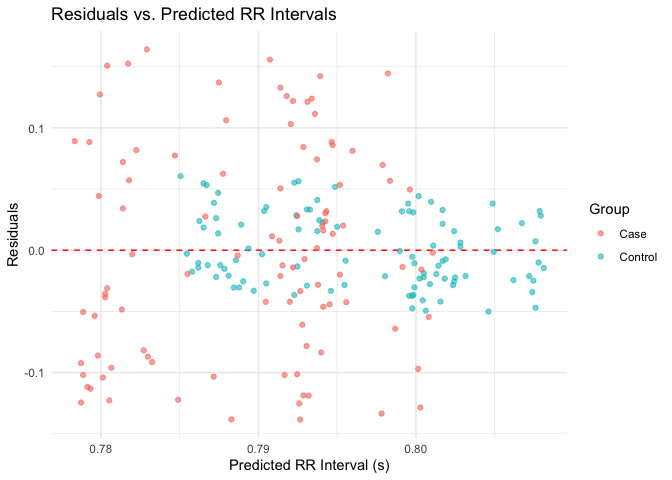 Residuals vs. Predicted RR Intervals
0.1
0.0
-0.1
Residuals
0.78
0.79
0.80
Predicted RR Interval (s)
Group
Case
Control